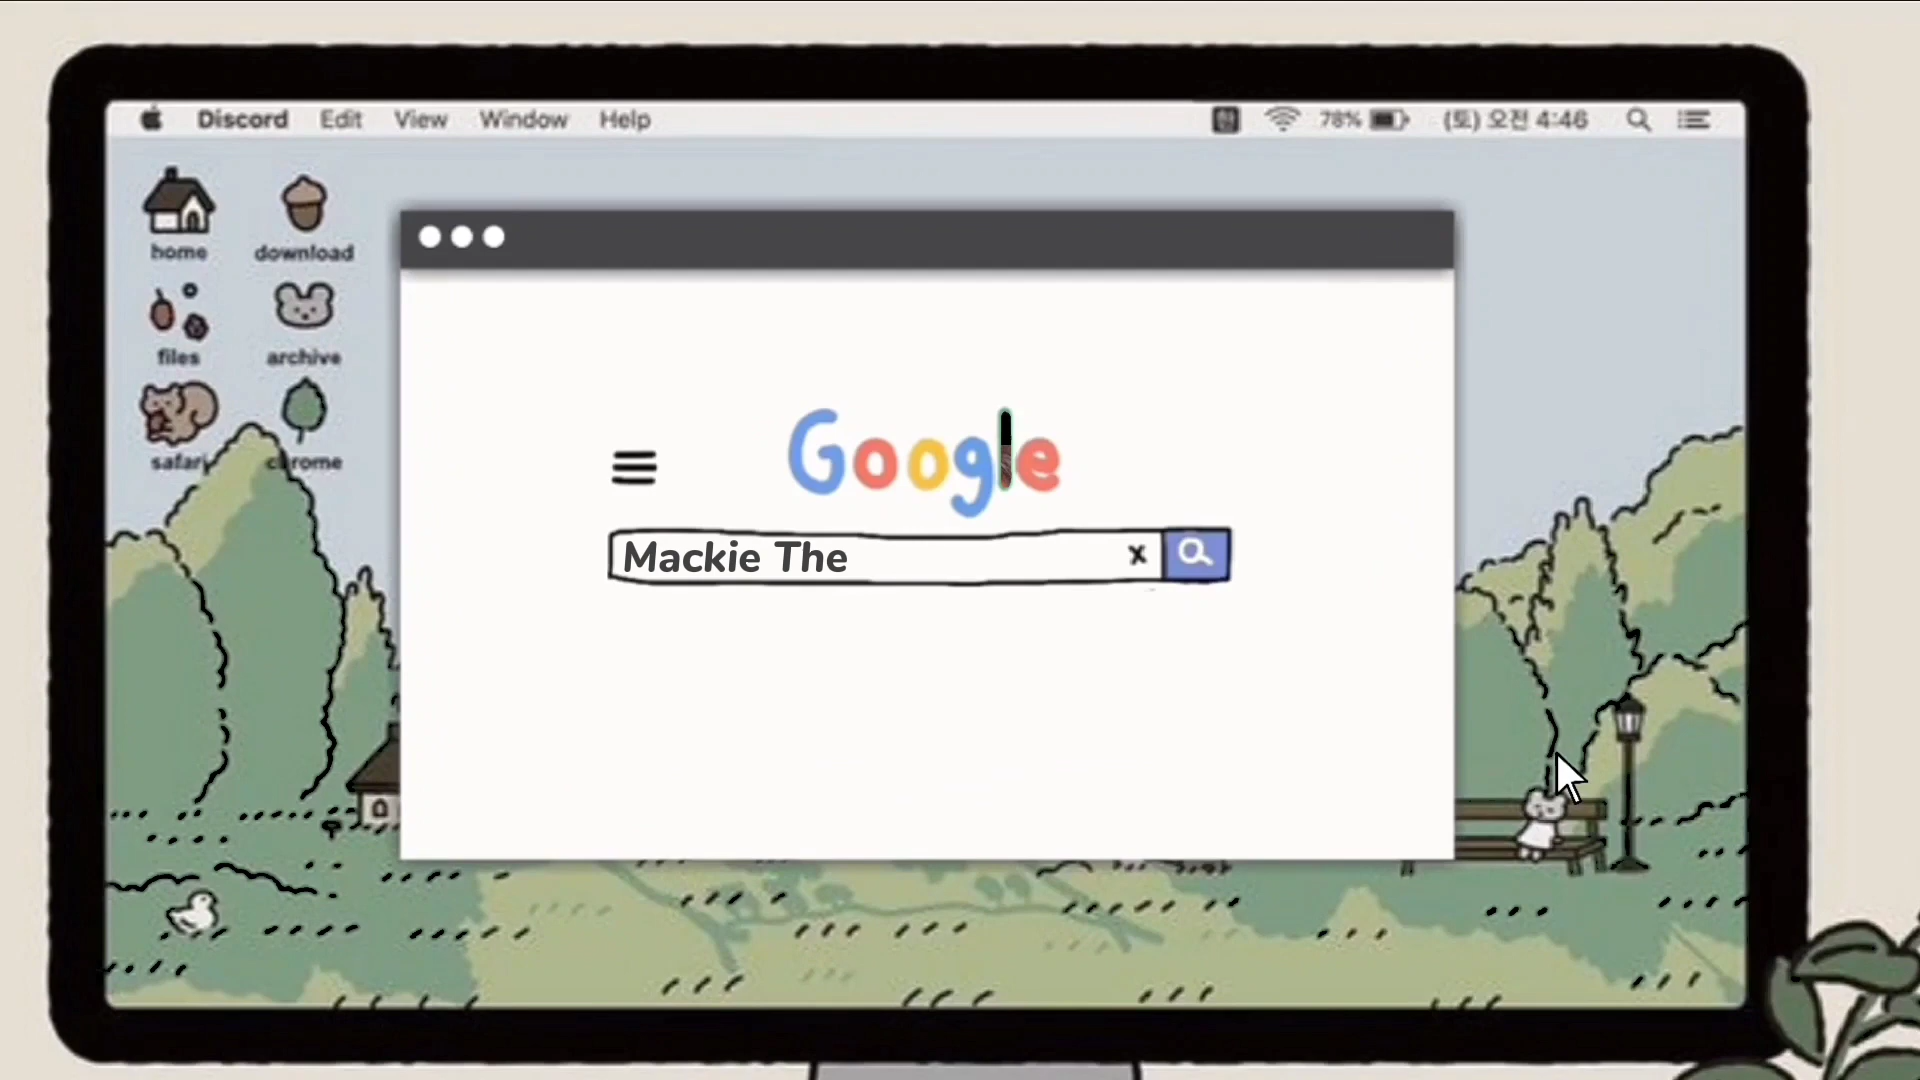 Discord Edit View Window Help 78% (토) 오전 4:46
home download
files archive
safari chrome
Google
Mackie The x